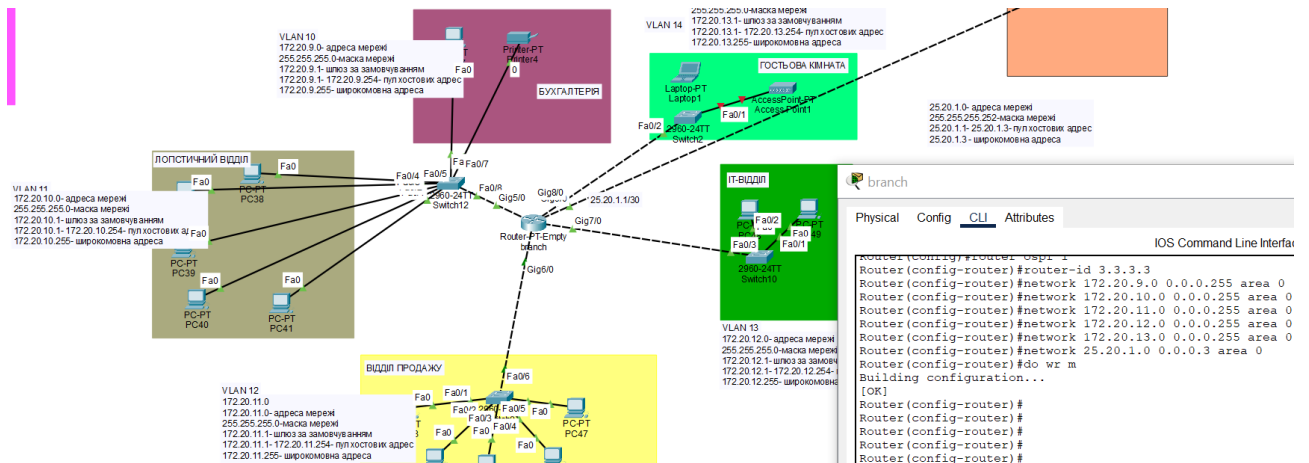 255.255.255.0-маска мережі
VLAN 14
172.20.13.1- шлюз за замовчуванням
172.20.13.1- 172.20.13.254- пул хостових адрес
172.20.13.255- широкомовна адреса
VLAN 10
172.20.9.0- адреса мережі
255.255.255.0-маска мережі
172.20.9.1- шлюз за замовчуванням
172.20.9.1- 172.20.9.254- пул хостових адрес
172.20.9.255- широкомовна адреса
Fa0
Printer-PT
Printer4
0
БУХГАЛТЕРІЯ
ГОСТЬОВА КІМНАТА
Laptop-PT
Laptop1
AccessPoint-PT
Access Point1
Fa0/1
Fa0/2
2960-24TT
Switch2
25.20.1.0- адреса мережі
255.255.255.252-маска мережі
25.20.1.1- 25.20.1.3- пул хостових адрес
25.20.1.3 - широкомовна адреса
ЛОГІСТИЧНИЙ ВІДДІЛ
Fa0
PC-PT
PC38
Fa0
VLAN 11
172.20.10.0- адреса мережі
255.255.255.0-маска мережі
172.20.10.1- шлюз за замовчуванням
172.20.10.1- 172.20.10.254- пул хостових
172.20.10.255- широкомовна адреса
Fa0
PC-PT
PC39
Fa0
PC-PT
PC40
Fa0
PC-PT
PC41
Fa0/4
Fa0/5
Fa0/7
2960-24TT
Switch12
Fa0/8
Gig5/0
Gig8/0
25.20.1.1/30
Gig7/0
Router-PT-Empty
branch
Gig6/0
ІТ-ВІДДІЛ
Fa0/2
Fa0
Fa0/3
Fa0/1
2960-24TT
Switch10
VLAN 13
172.20.12.0- адреса мережі
255.255.255.0-маска мережі
172.20.12.1- шлюз за
172.20.12.1- 172.20.12.254-
172.20.12.255-
ВІДДІЛ ПРОДАЖУ
VLAN 12
172.20.11.0
172.20.11.0- адреса мережі
255.255.255.0-маска мережі
172.20.11.1- шлюз за замовчуванням
172.20.11.1- 172.20.11.254- пул хостових адрес
172.20.11.255- широкомовна адреса
Fa0/6
Fa0
Fa0/1
Fa0/5
Fa0
Fa0/3
Fa0/4
Fa0
Fa0
Fa0
PC-PT
PC47
branch
Physical Config CLI Attributes
IOS Command Line
Router(config)#router ospf 1
Router(config-router)#router-id 3.3.3.3
Router(config-router)#network 172.20.9.0 0.0.0.255 area 0
Router(config-router)#network 172.20.10.0 0.0.0.255 area 0
Router(config-router)#network 172.20.11.0 0.0.0.255 area 0
Router(config-router)#network 172.20.12.0 0.0.0.255 area 0
Router(config-router)#network 172.20.13.0 0.0.0.255 area 0
Router(config-router)#network 25.20.1.0 0.0.0.3 area 0
Router(config-router)#do wr m
Building configuration...
[OK]
Router(config-router)#
Router(config-router)#
Router(config-router)#
Router(config-router)#
Router(config-router)#